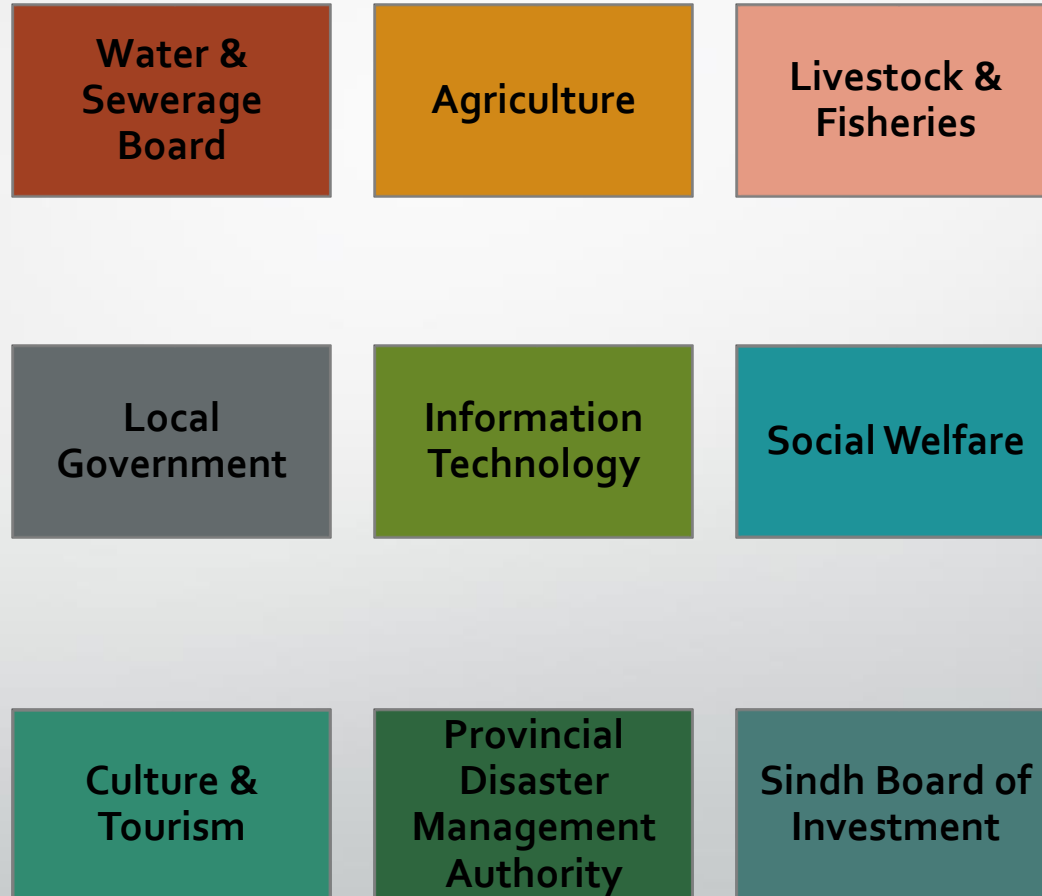 Water &
Sewerage
Board
Agriculture
Livestock &
Fisheries
Local
Government
Information
Technology
Social Welfare
Culture &
Tourism
Provincial
Disaster
Management
Authority
Sindh Board of
Investment